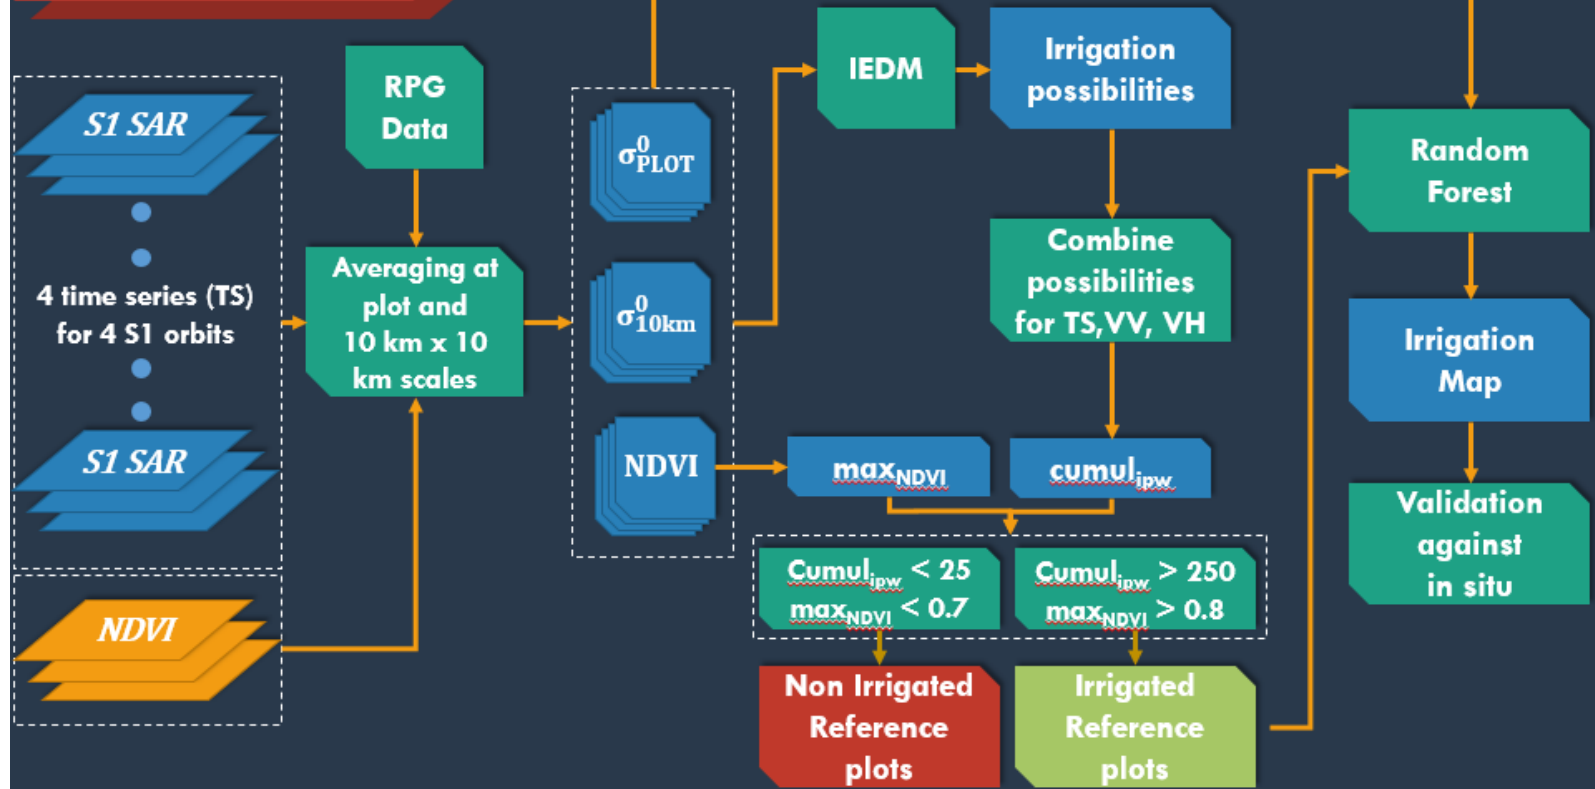 S1 SAR
4 time series (TS)
for 4 S1 orbits
S1 SAR
NDVI
RPG
Data
Averaging at
plot and
10 km x 10
km scales
σ⁰PLOT
σ⁰10km
NDVI
IEDM
Irrigation
possibilities
Combine
possibilities
for TS,VV, VH
maxNDVI
cumulipw
Cumulipw < 25
maxNDVI < 0.7
Cumulipw > 250
maxNDVI > 0.8
Non Irrigated
Reference
plots
Irrigated
Reference
plots
Random
Forest
Irrigation
Map
Validation
against
in situ